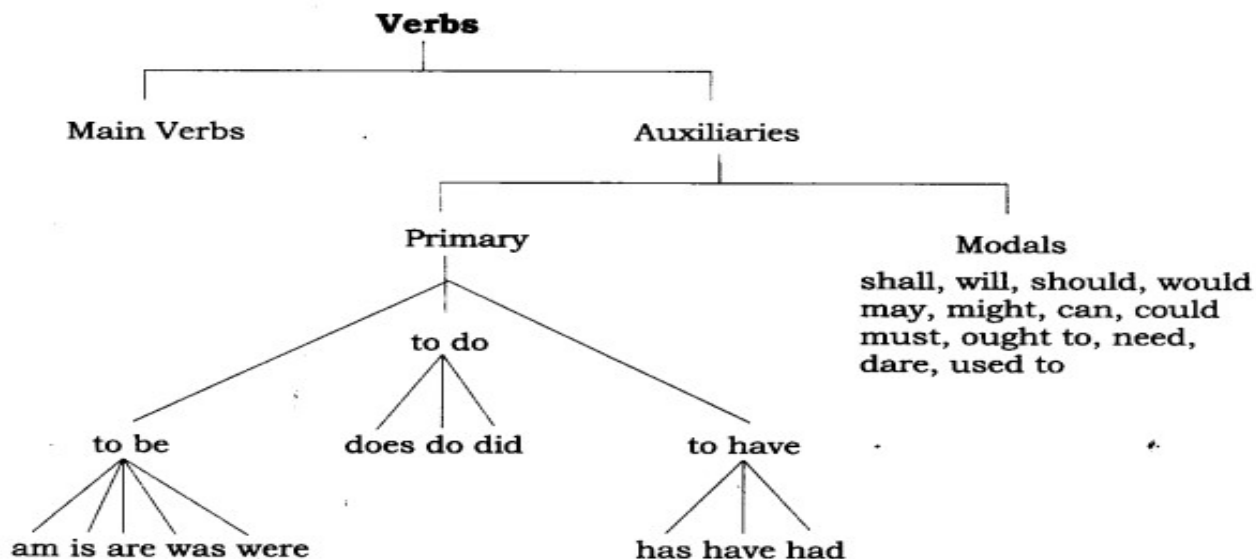 Verbs
Main Verbs
Auxiliaries
Primary
Modals
shall, will, should, would
may, might, can, could
must, ought to, need,
dare, used to
to do
does do did
to be
am is are was were
to have
has have had